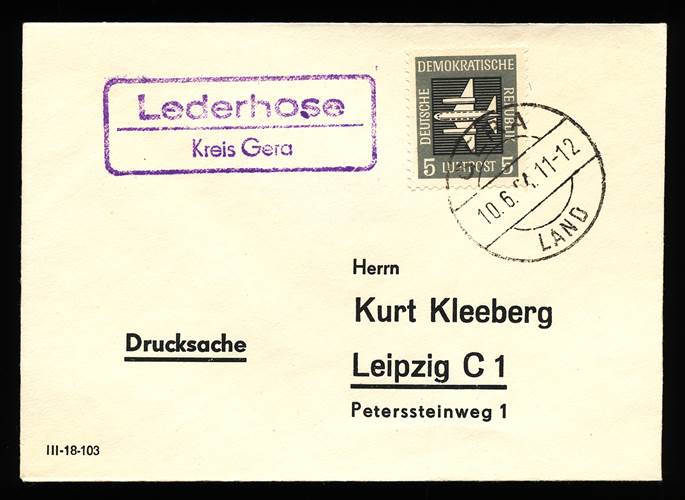 Lederhose
Kreis Gera
DEMOKRATISCHE
DEUTSCHE
REPUBLIK
5 LUFTPOST 5
10.6. 11-12
LAND
Herrn
Kurt Kleeberg
Drucksache
Leipzig C 1
Peterssteinweg 1
III-18-103